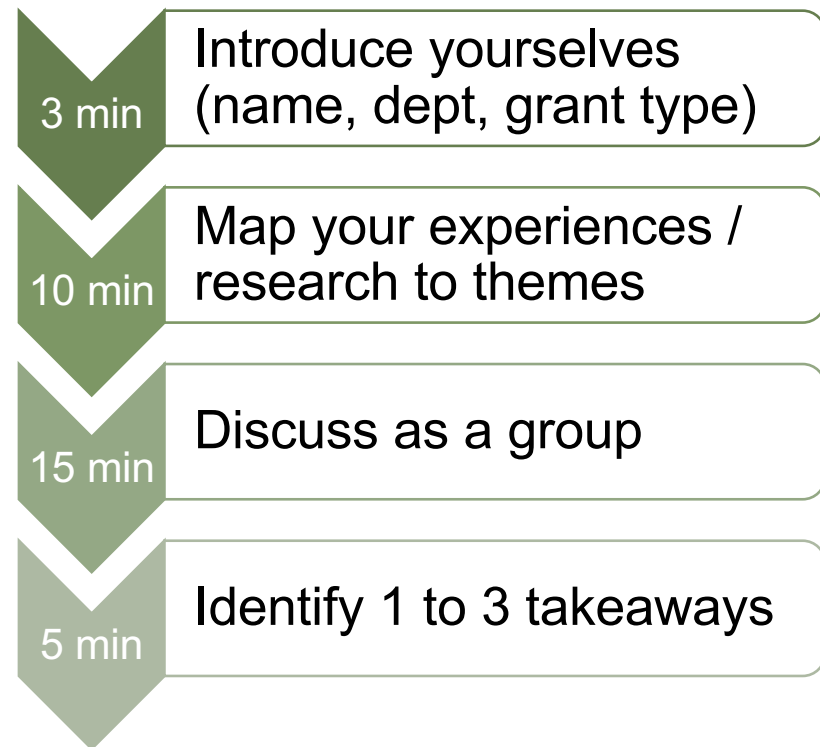 3 min
Introduce yourselves
(name, dept, grant type)
10 min
Map your experiences /
research to themes
15 min
Discuss as a group
5 min
Identify 1 to 3 takeaways